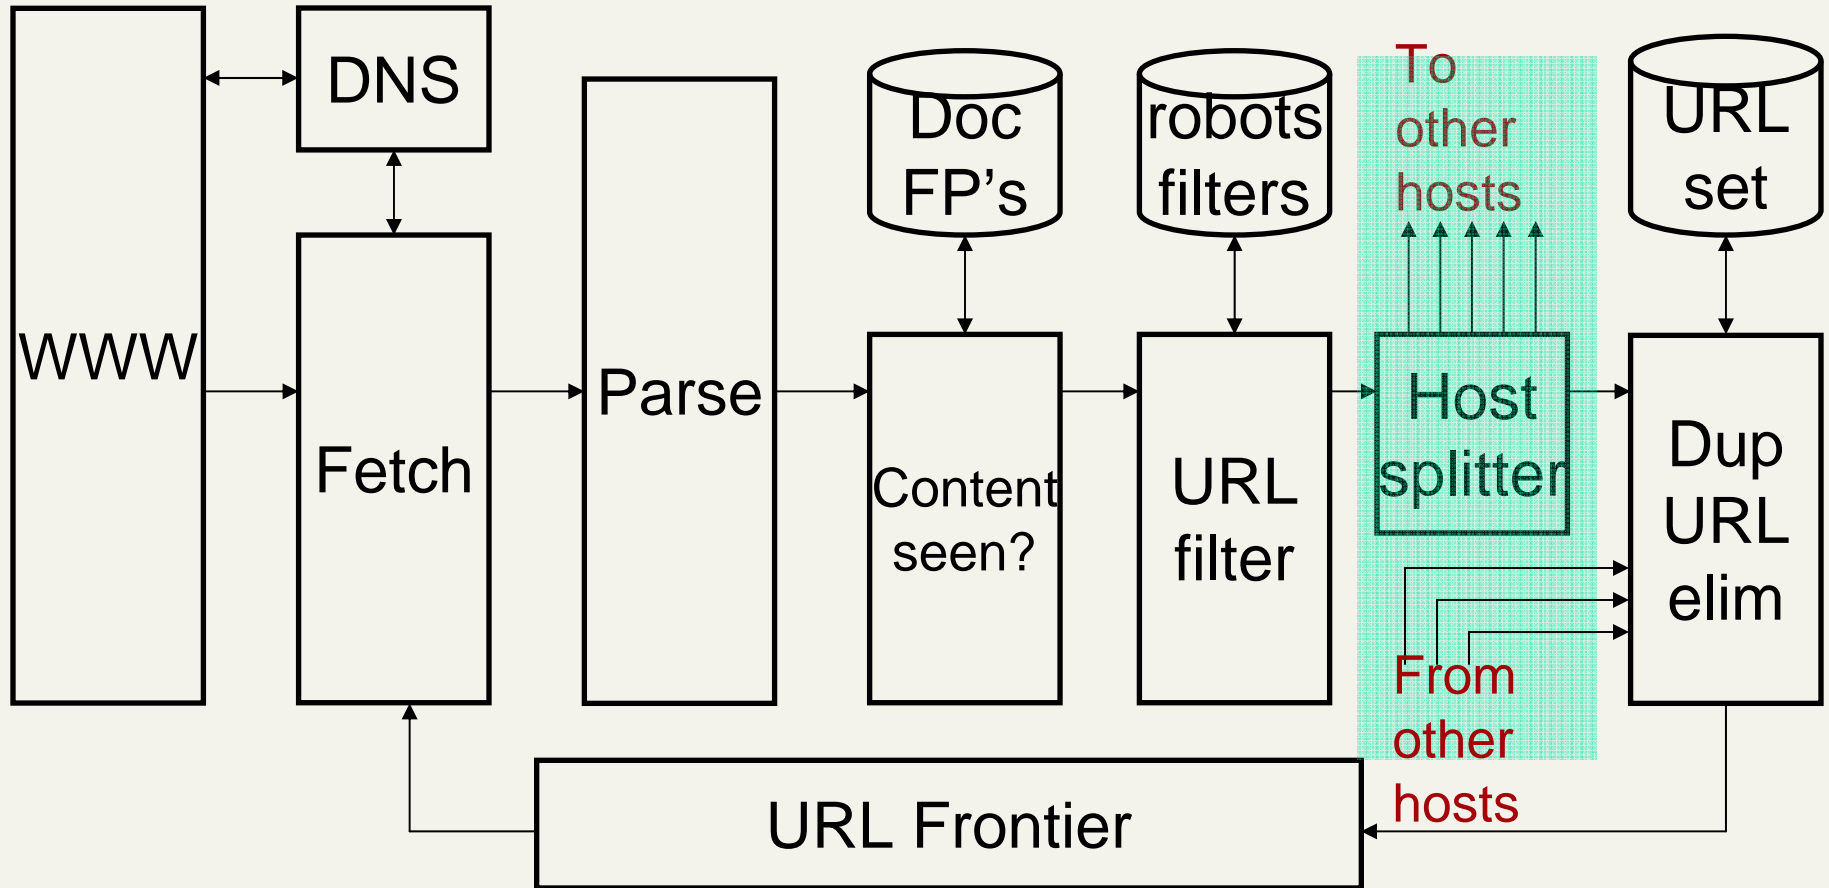 WWW
DNS
Fetch
Parse
Doc
FP's
Content
seen?
robots
filters
URL
filter
To
other
hosts
Host
splitter
From
other
hosts
URL
set
Dup
URL
elim
URL Frontier